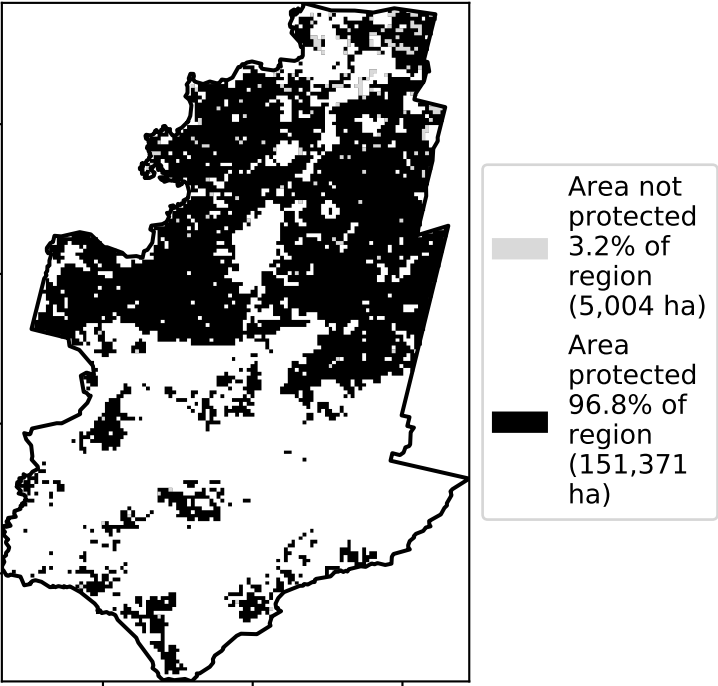 Area not
protected
3.2% of
region
(5,004 ha)
Area
protected
96.8% of
region
(151,371
ha)